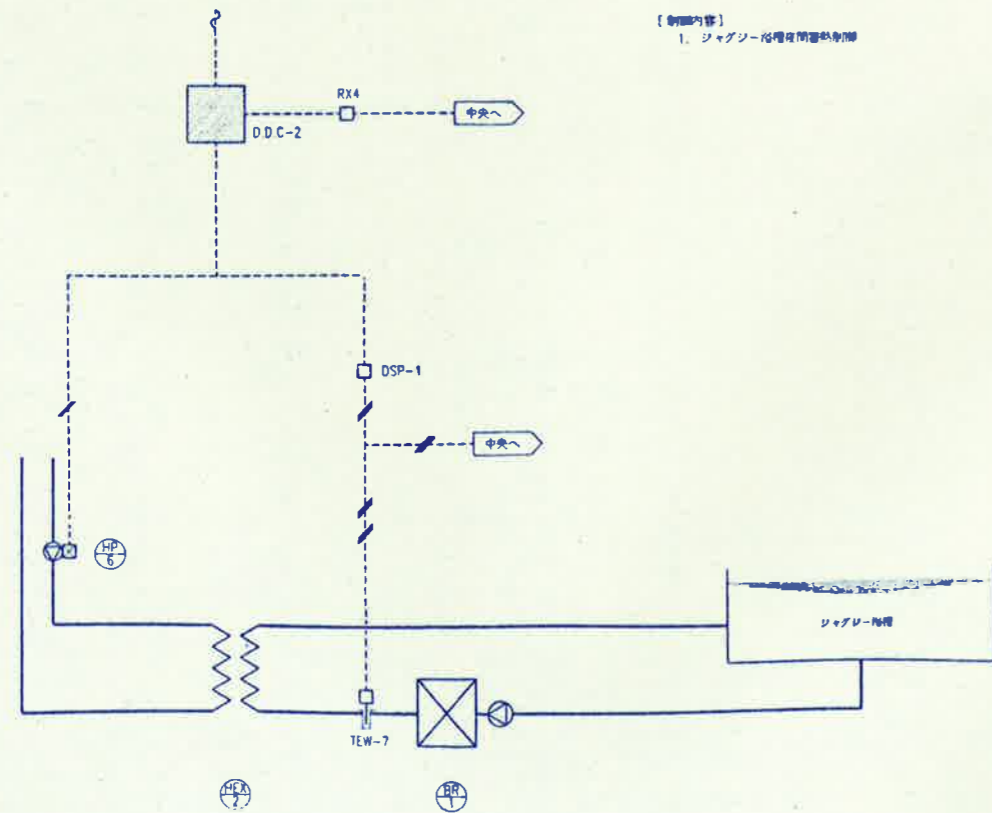 [制御内容]
1. ジャグジー浴槽夜間蓄熱制御
RX4
中央へ
D.D.C-2
DSP-1
中央へ
HP
6
ジャグジー浴槽
TEW-7
HEX
2
BR
1